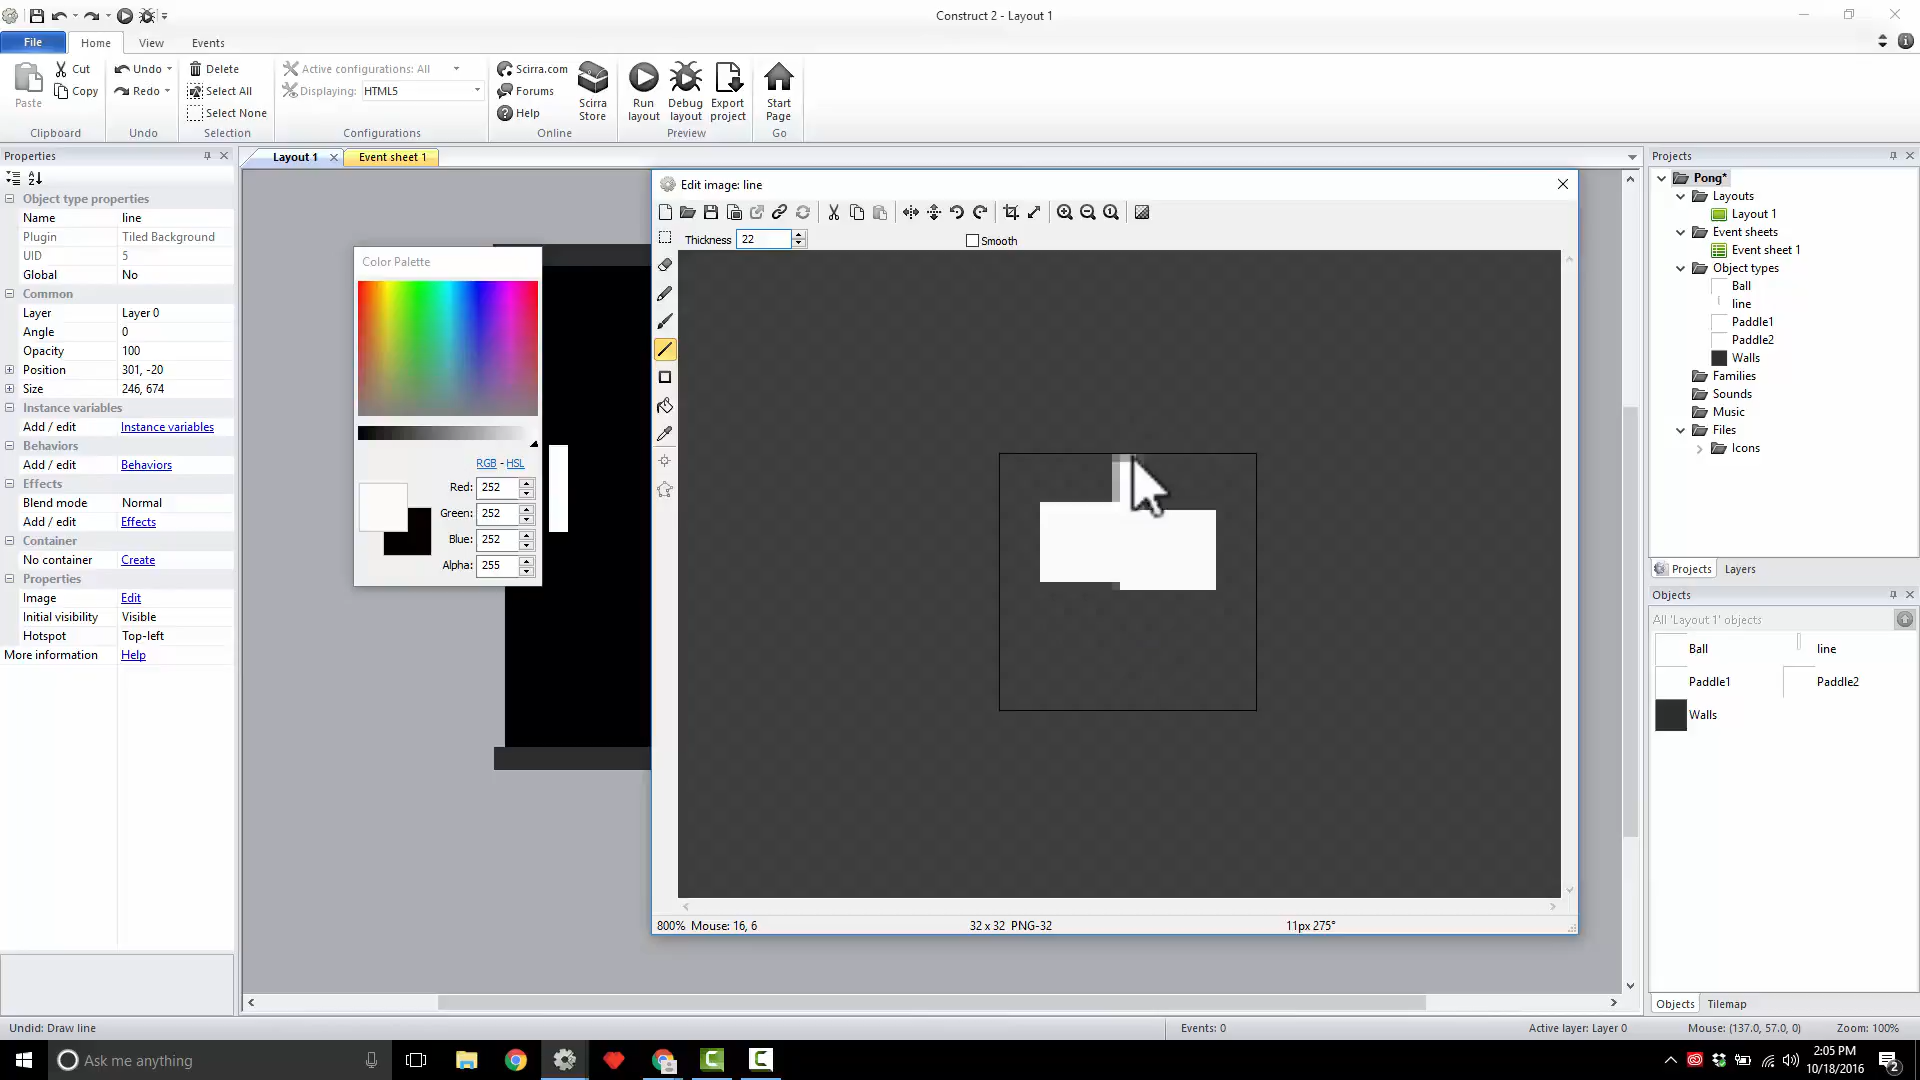 Construct 2 - Layout 1
File
Home
View
Events
Paste
Cut
Copy
Clipboard
Undo
Redo
Undo
Delete
Select All
Select None
Selection
Active configurations: All
Displaying: HTML5
Configurations
Scirra.com
Forums
Help
Scirra
Store
Online
Run
layout
Debug
layout
Export
project
Preview
Start
Page
Go
Properties
Object type properties
Name line
Plugin Tiled Background
UID 5
Global No
Common
Layer Layer 0
Angle 0
Opacity 100
Position 301, -20
Size 246, 674
Instance variables
Add / edit Instance variables
Behaviors
Add / edit Behaviors
Effects
Blend mode Normal
Add / edit Effects
Container
No container Create
Properties
Image Edit
Initial visibility Visible
Hotspot Top-left
More information Help
Layout 1
Event sheet 1
Color Palette
RGB - HSL
Red: 252
Green: 252
Blue: 252
Alpha: 255
Edit image: line
Thickness 22
Smooth
800% Mouse: 16, 6
32 x 32 PNG-32
11px 275°
Projects
Pong*
Layouts
Layout 1
Event sheets
Event sheet 1
Object types
Ball
line
Paddle1
Paddle2
Walls
Families
Sounds
Music
Files
Icons
Projects
Layers
Objects
All 'Layout 1' objects
Ball
line
Paddle1
Paddle2
Walls
Objects
Tilemap
Undid: Draw line
Events: 0
Active layer: Layer 0
Mouse: (137.0, 57.0, 0)
Zoom: 100%
Ask me anything
2:05 PM
10/18/2016
2